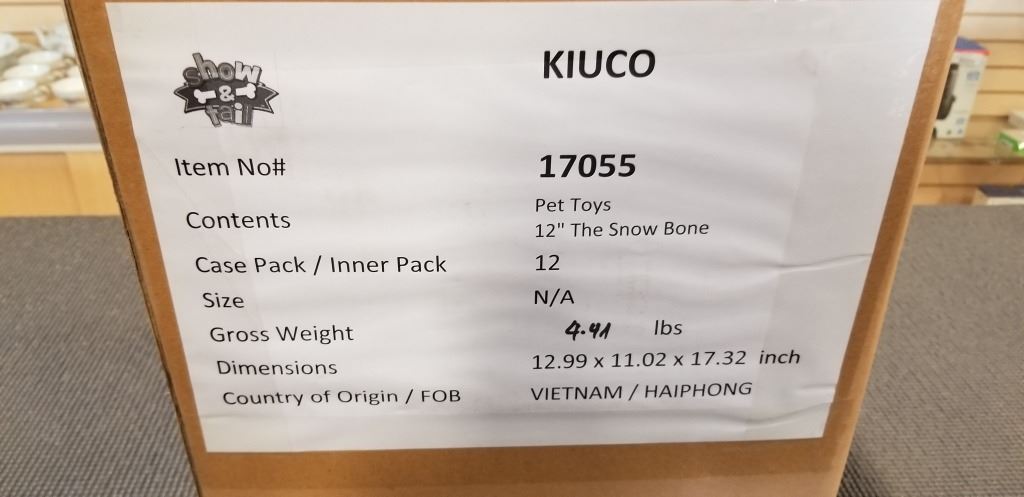 Show
&
Tail
KIUCO
Item No# 17055
Contents Pet Toys
12" The Snow Bone
Case Pack / Inner Pack 12
Size N/A
Gross Weight 4.41 lbs
Dimensions 12.99 x 11.02 x 17.32 inch
Country of Origin / FOB VIETNAM / HAIPHONG